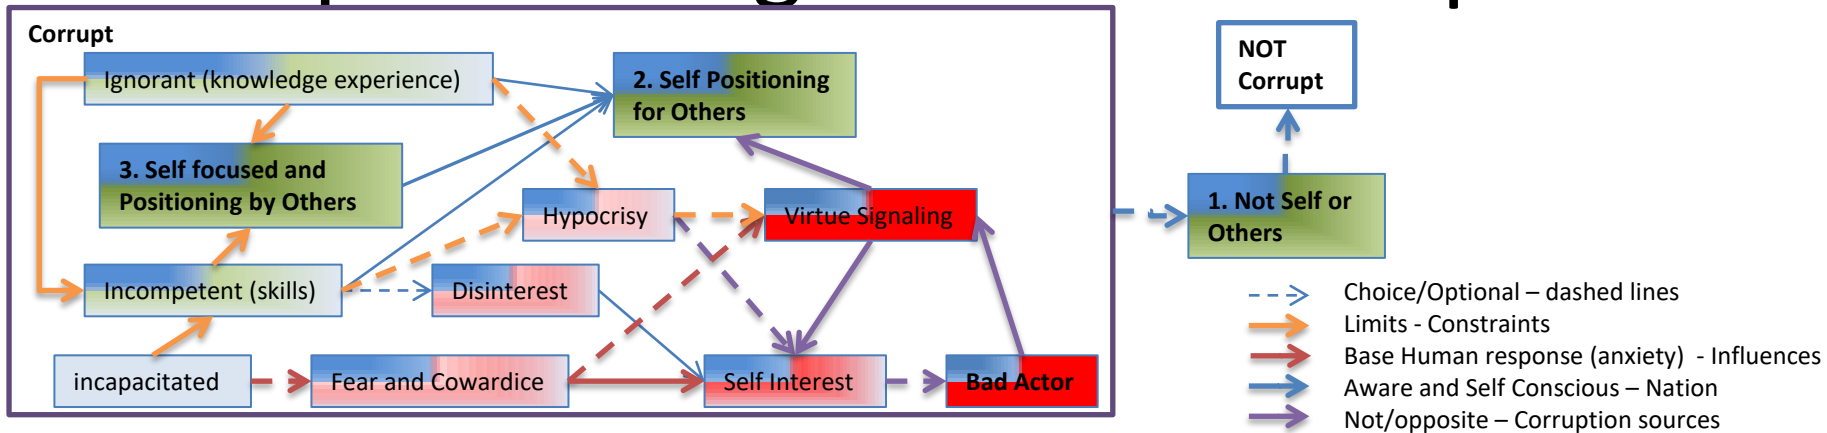 Corrupt
Ignorant (knowledge experience)
2. Self Positioning
for Others
NOT
Corrupt
3. Self focused and
Positioning by Others
Hypocrisy
Virtue Signaling
1. Not Self or
Others
Incompetent (skills)
Disinterest
incapacitated
Fear and Cowardice
Self Interest
Bad Actor
Choice/Optional – dashed lines
Limits - Constraints
Base Human response (anxiety) - Influences
Aware and Self Conscious – Nation
Not/opposite – Corruption sources